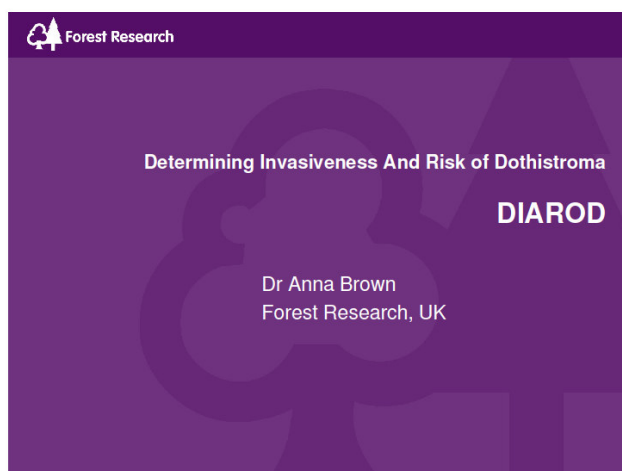 Forest Research
Determining Invasiveness And Risk of Dothistroma
DIAROD
Dr Anna Brown
Forest Research, UK